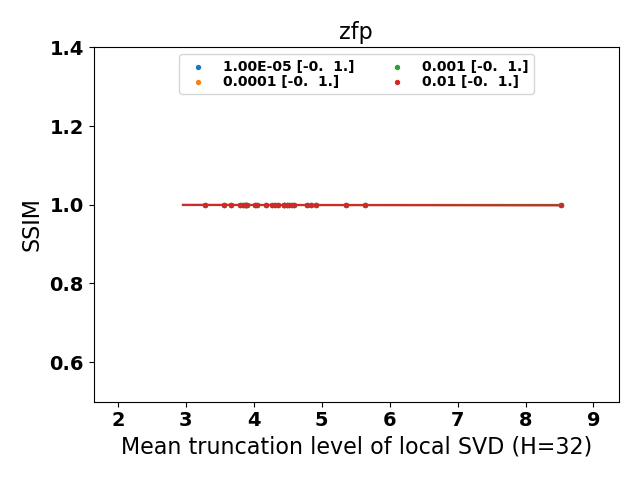 zfp
1.00E-05 [-0.  1.]
0.001 [-0.  1.]
0.0001 [-0.  1.]
0.01 [-0.  1.]
1.4
1.2
1.0
0.8
0.6
SSIM
2 3 4 5 6 7 8 9
Mean truncation level of local SVD (H=32)